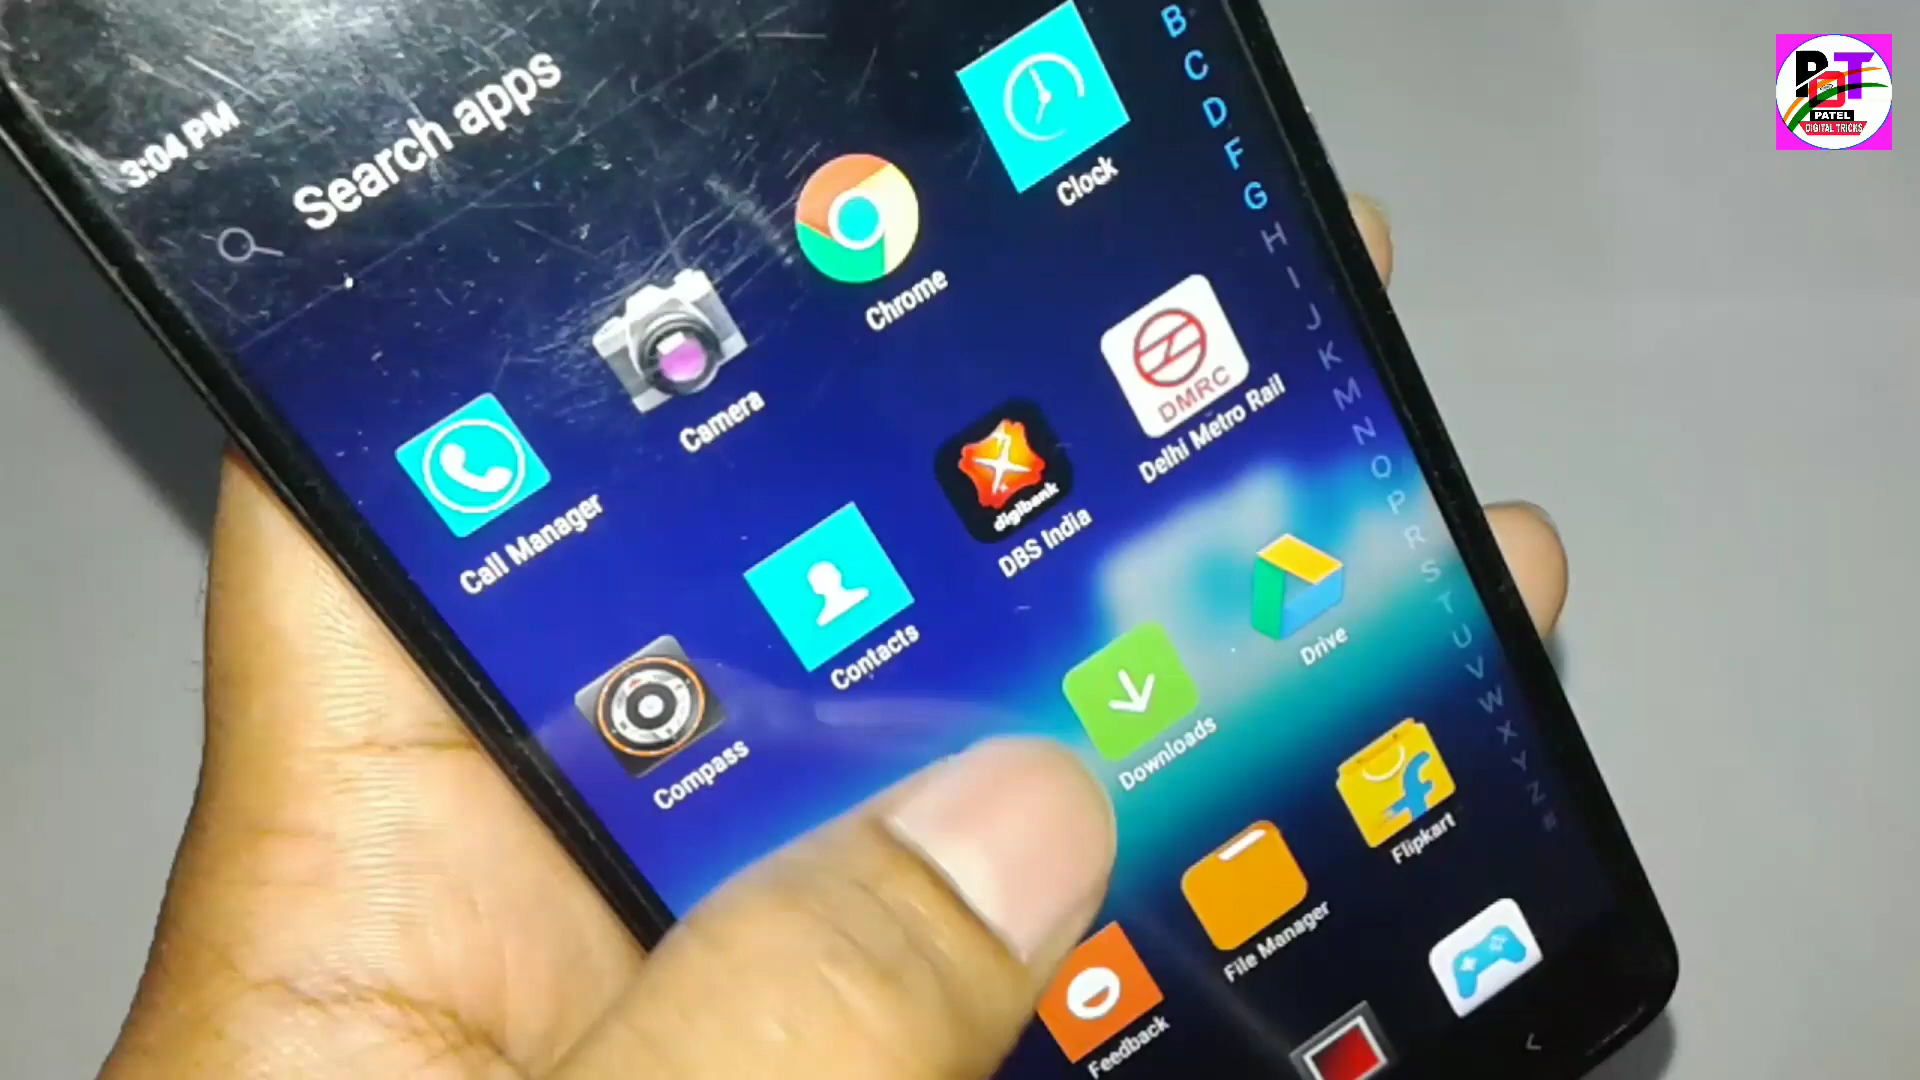 3:04 PM
Search apps
Call Manager
Camera
Chrome
Clock
Compass
Contacts
digibank
DBS India
DMRC
Delhi Metro Rail
Downloads
Drive
Feedback
File Manager
Flipkart
B
C
D
F
G
H
I
J
K
M
N
O
P
R
S
T
U
V
W
X
Y
Z
#
PDT
PATEL
DIGITAL TRICKS